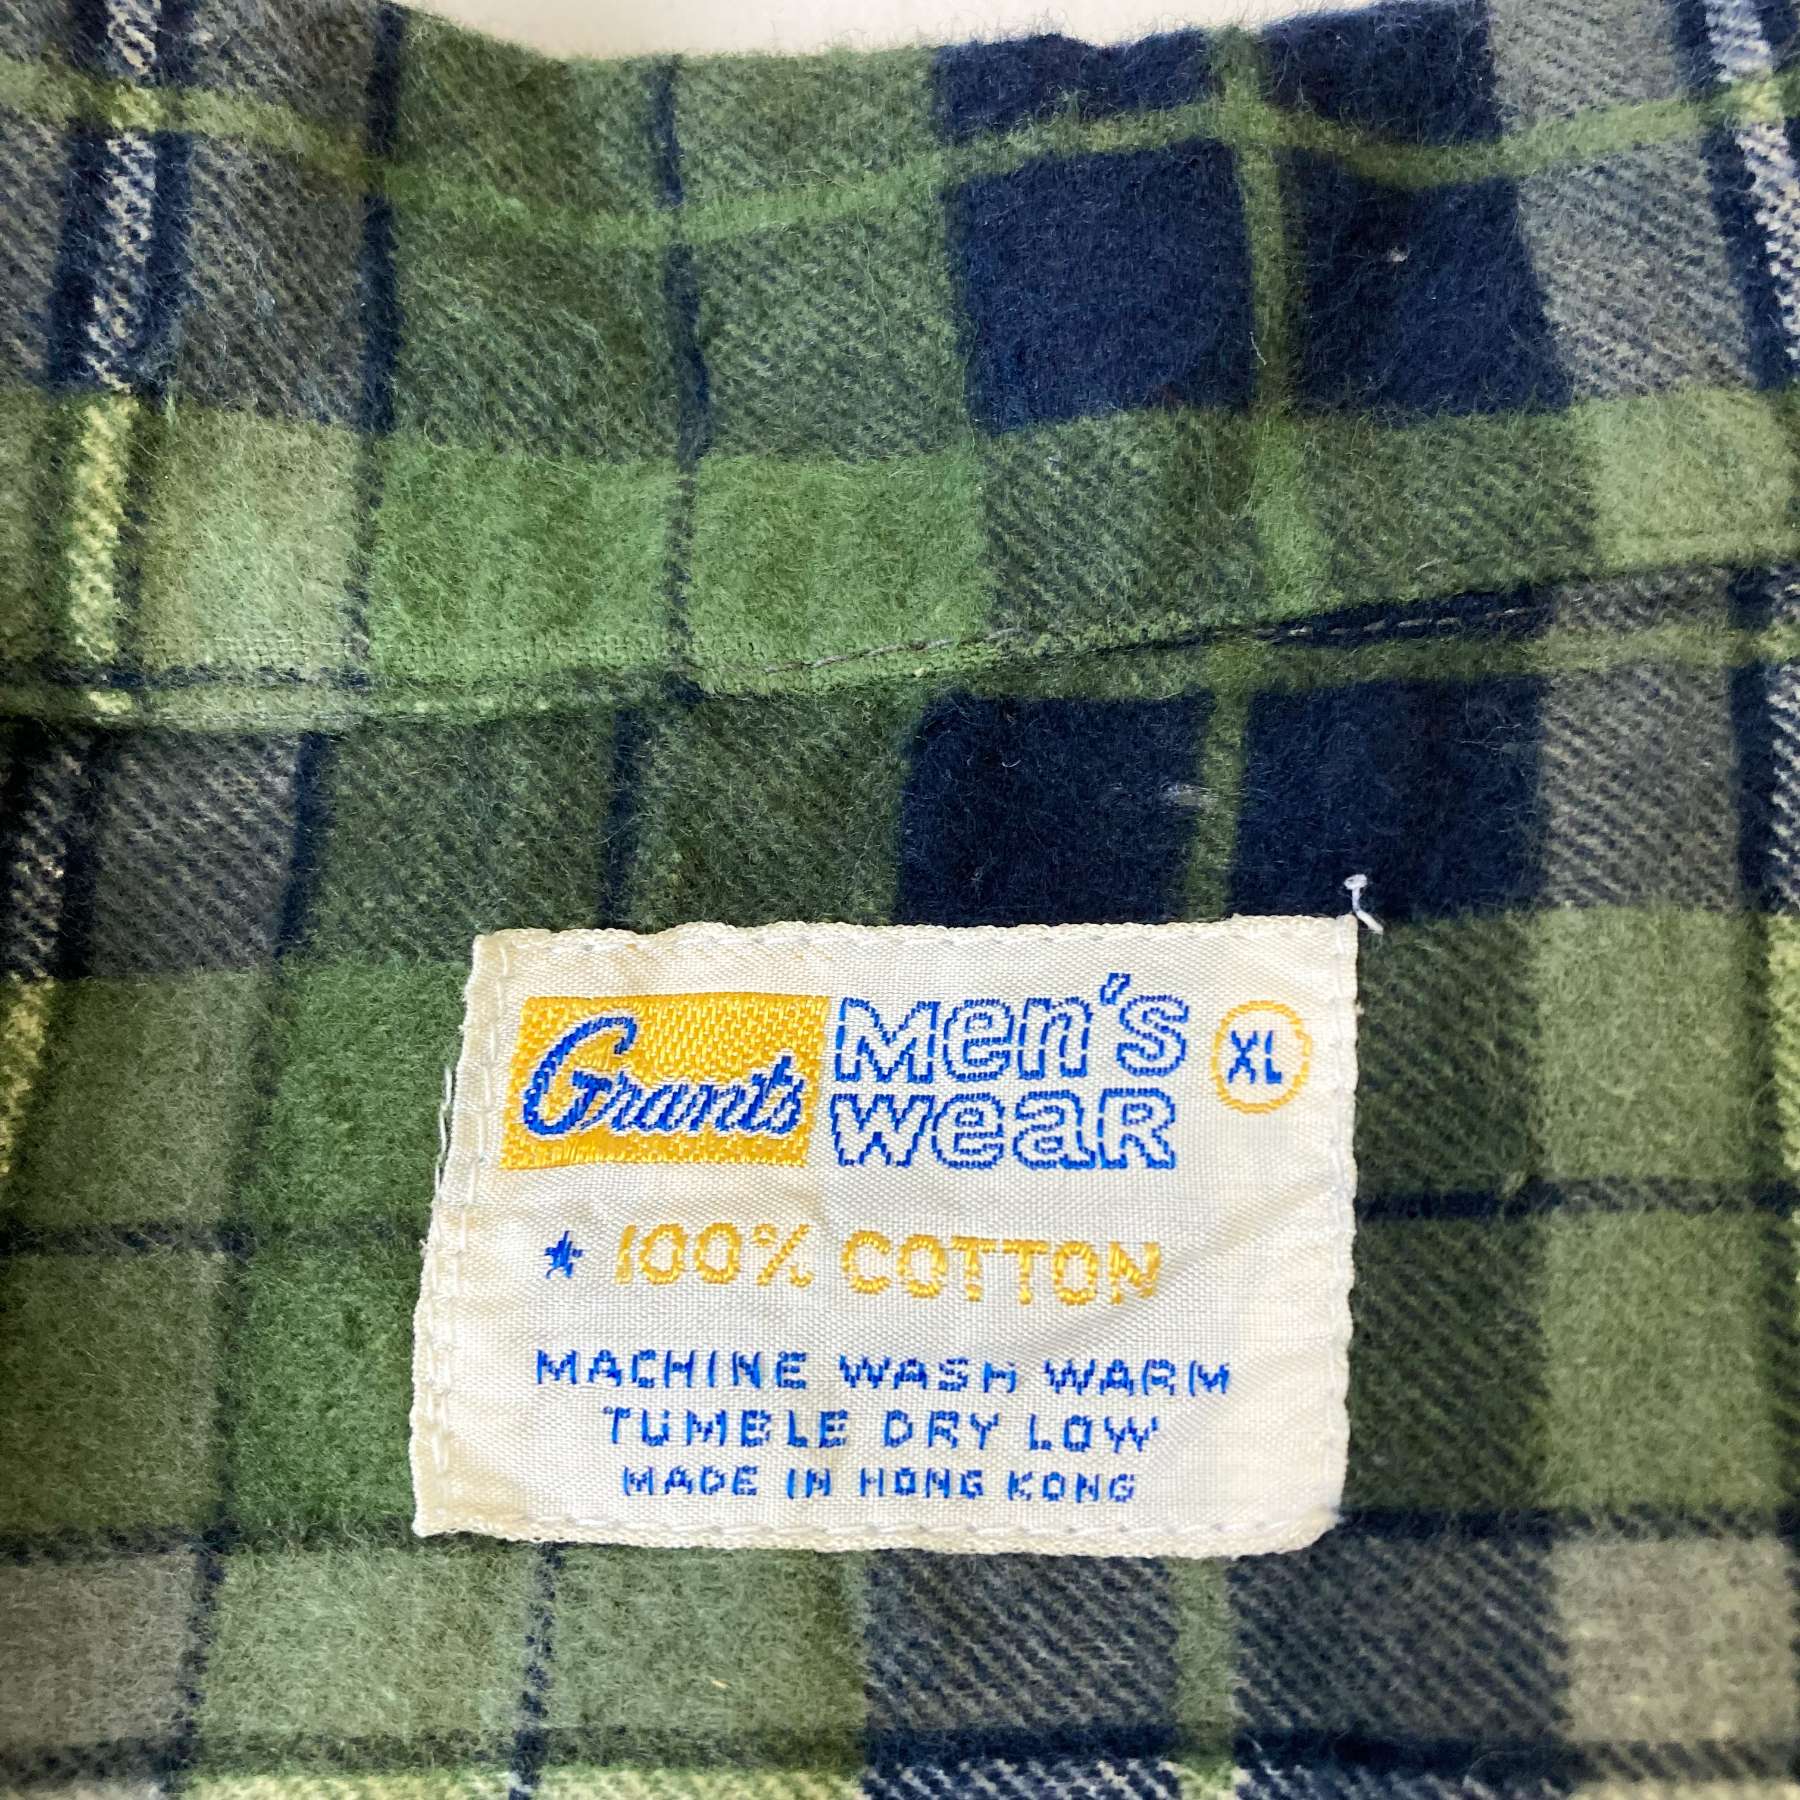 Grants Men's XL
wear
* 100% COTTON
MACHINE WASH WARM
TUMBLE DRY LOW
MADE IN HONG KONG